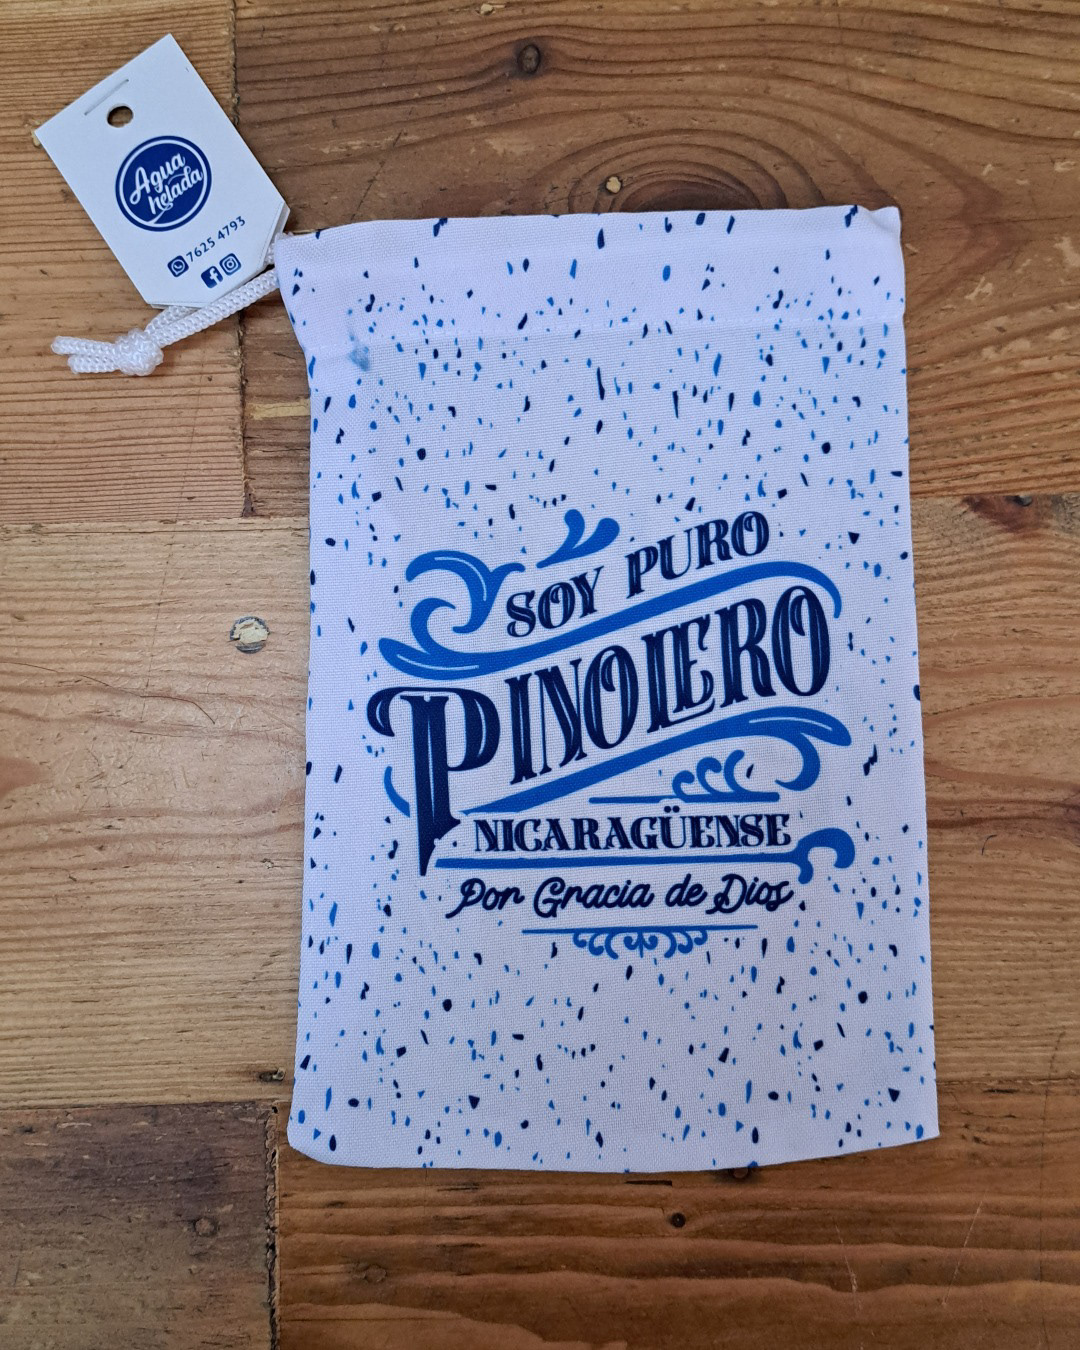 Agua
helada
7625 4793
SOY PURO
PINOLERO
NICARAGÜENSE
Por Gracia de Dios